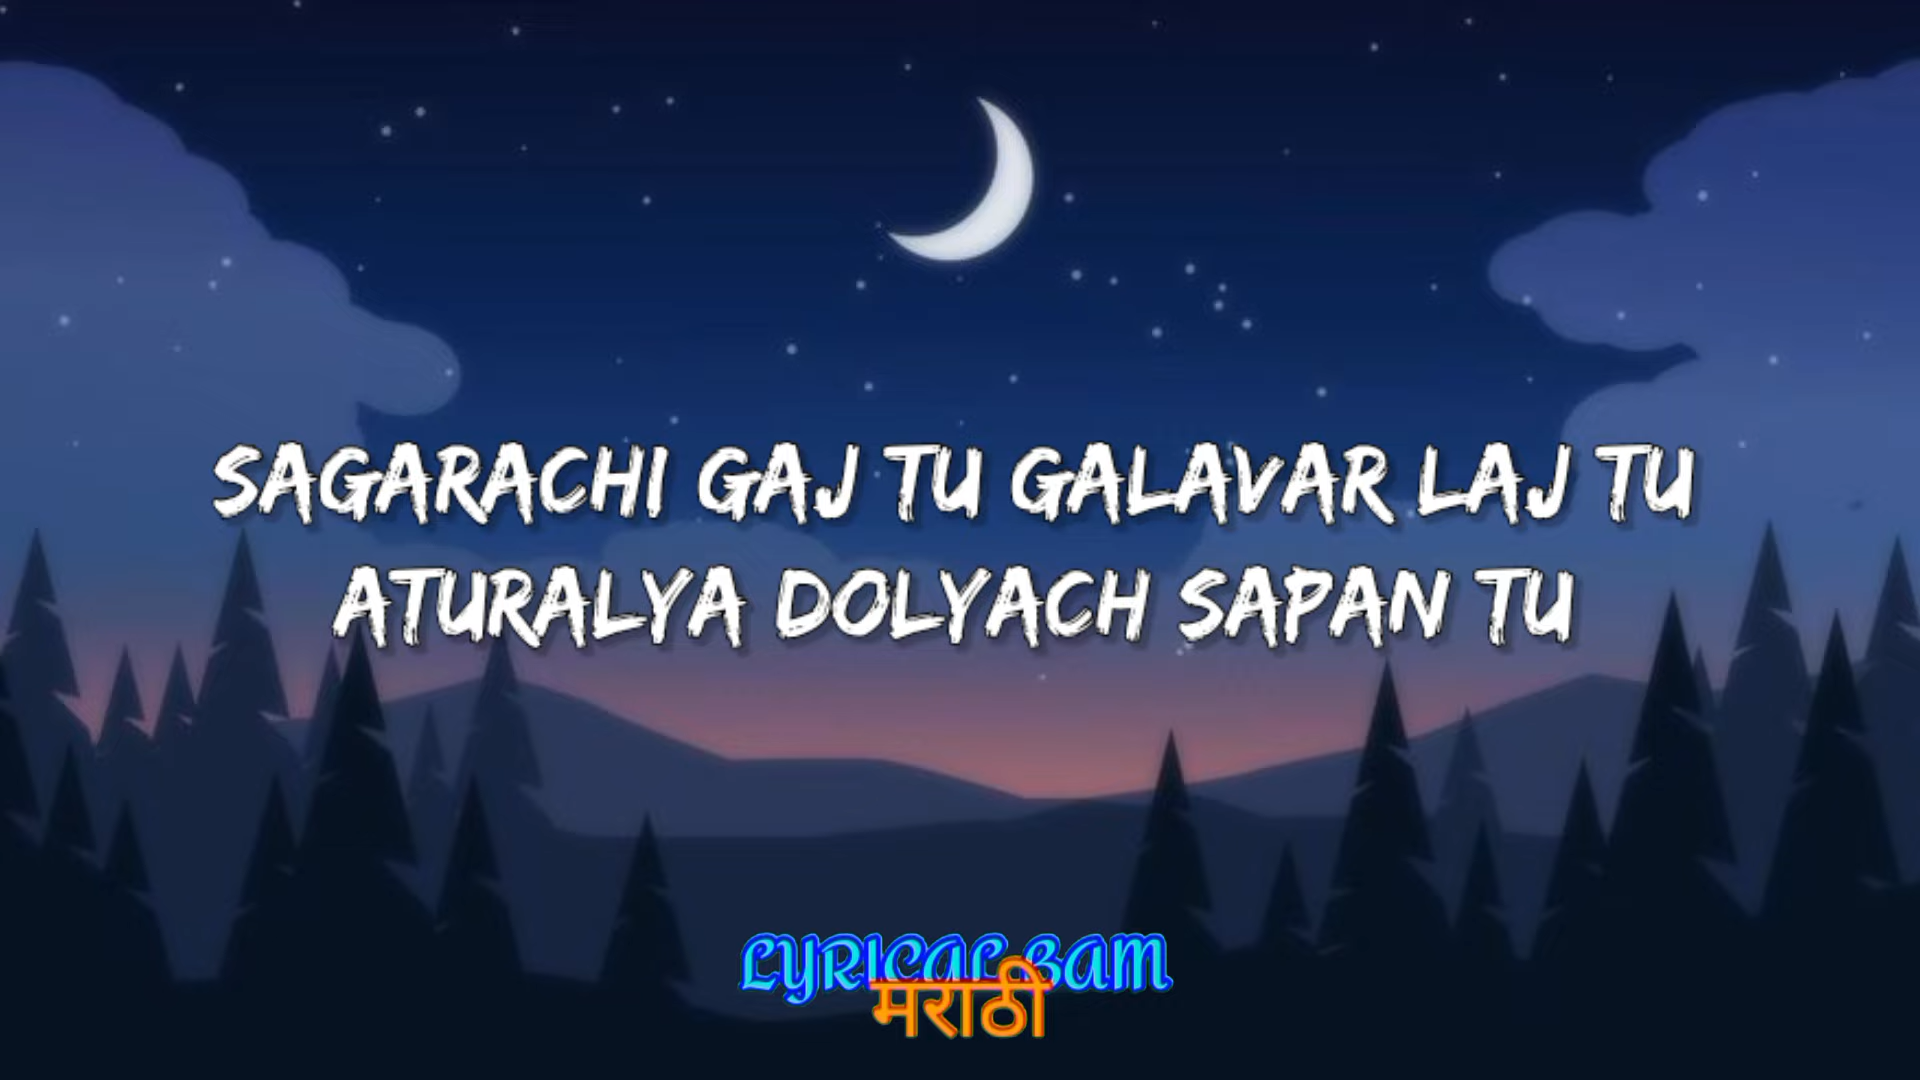 SAGARACHI GAJ TU GALAVAR LAJ TU
ATURALYA DOLYACH SAPAN TU
LYRICAL BAM
मराठी